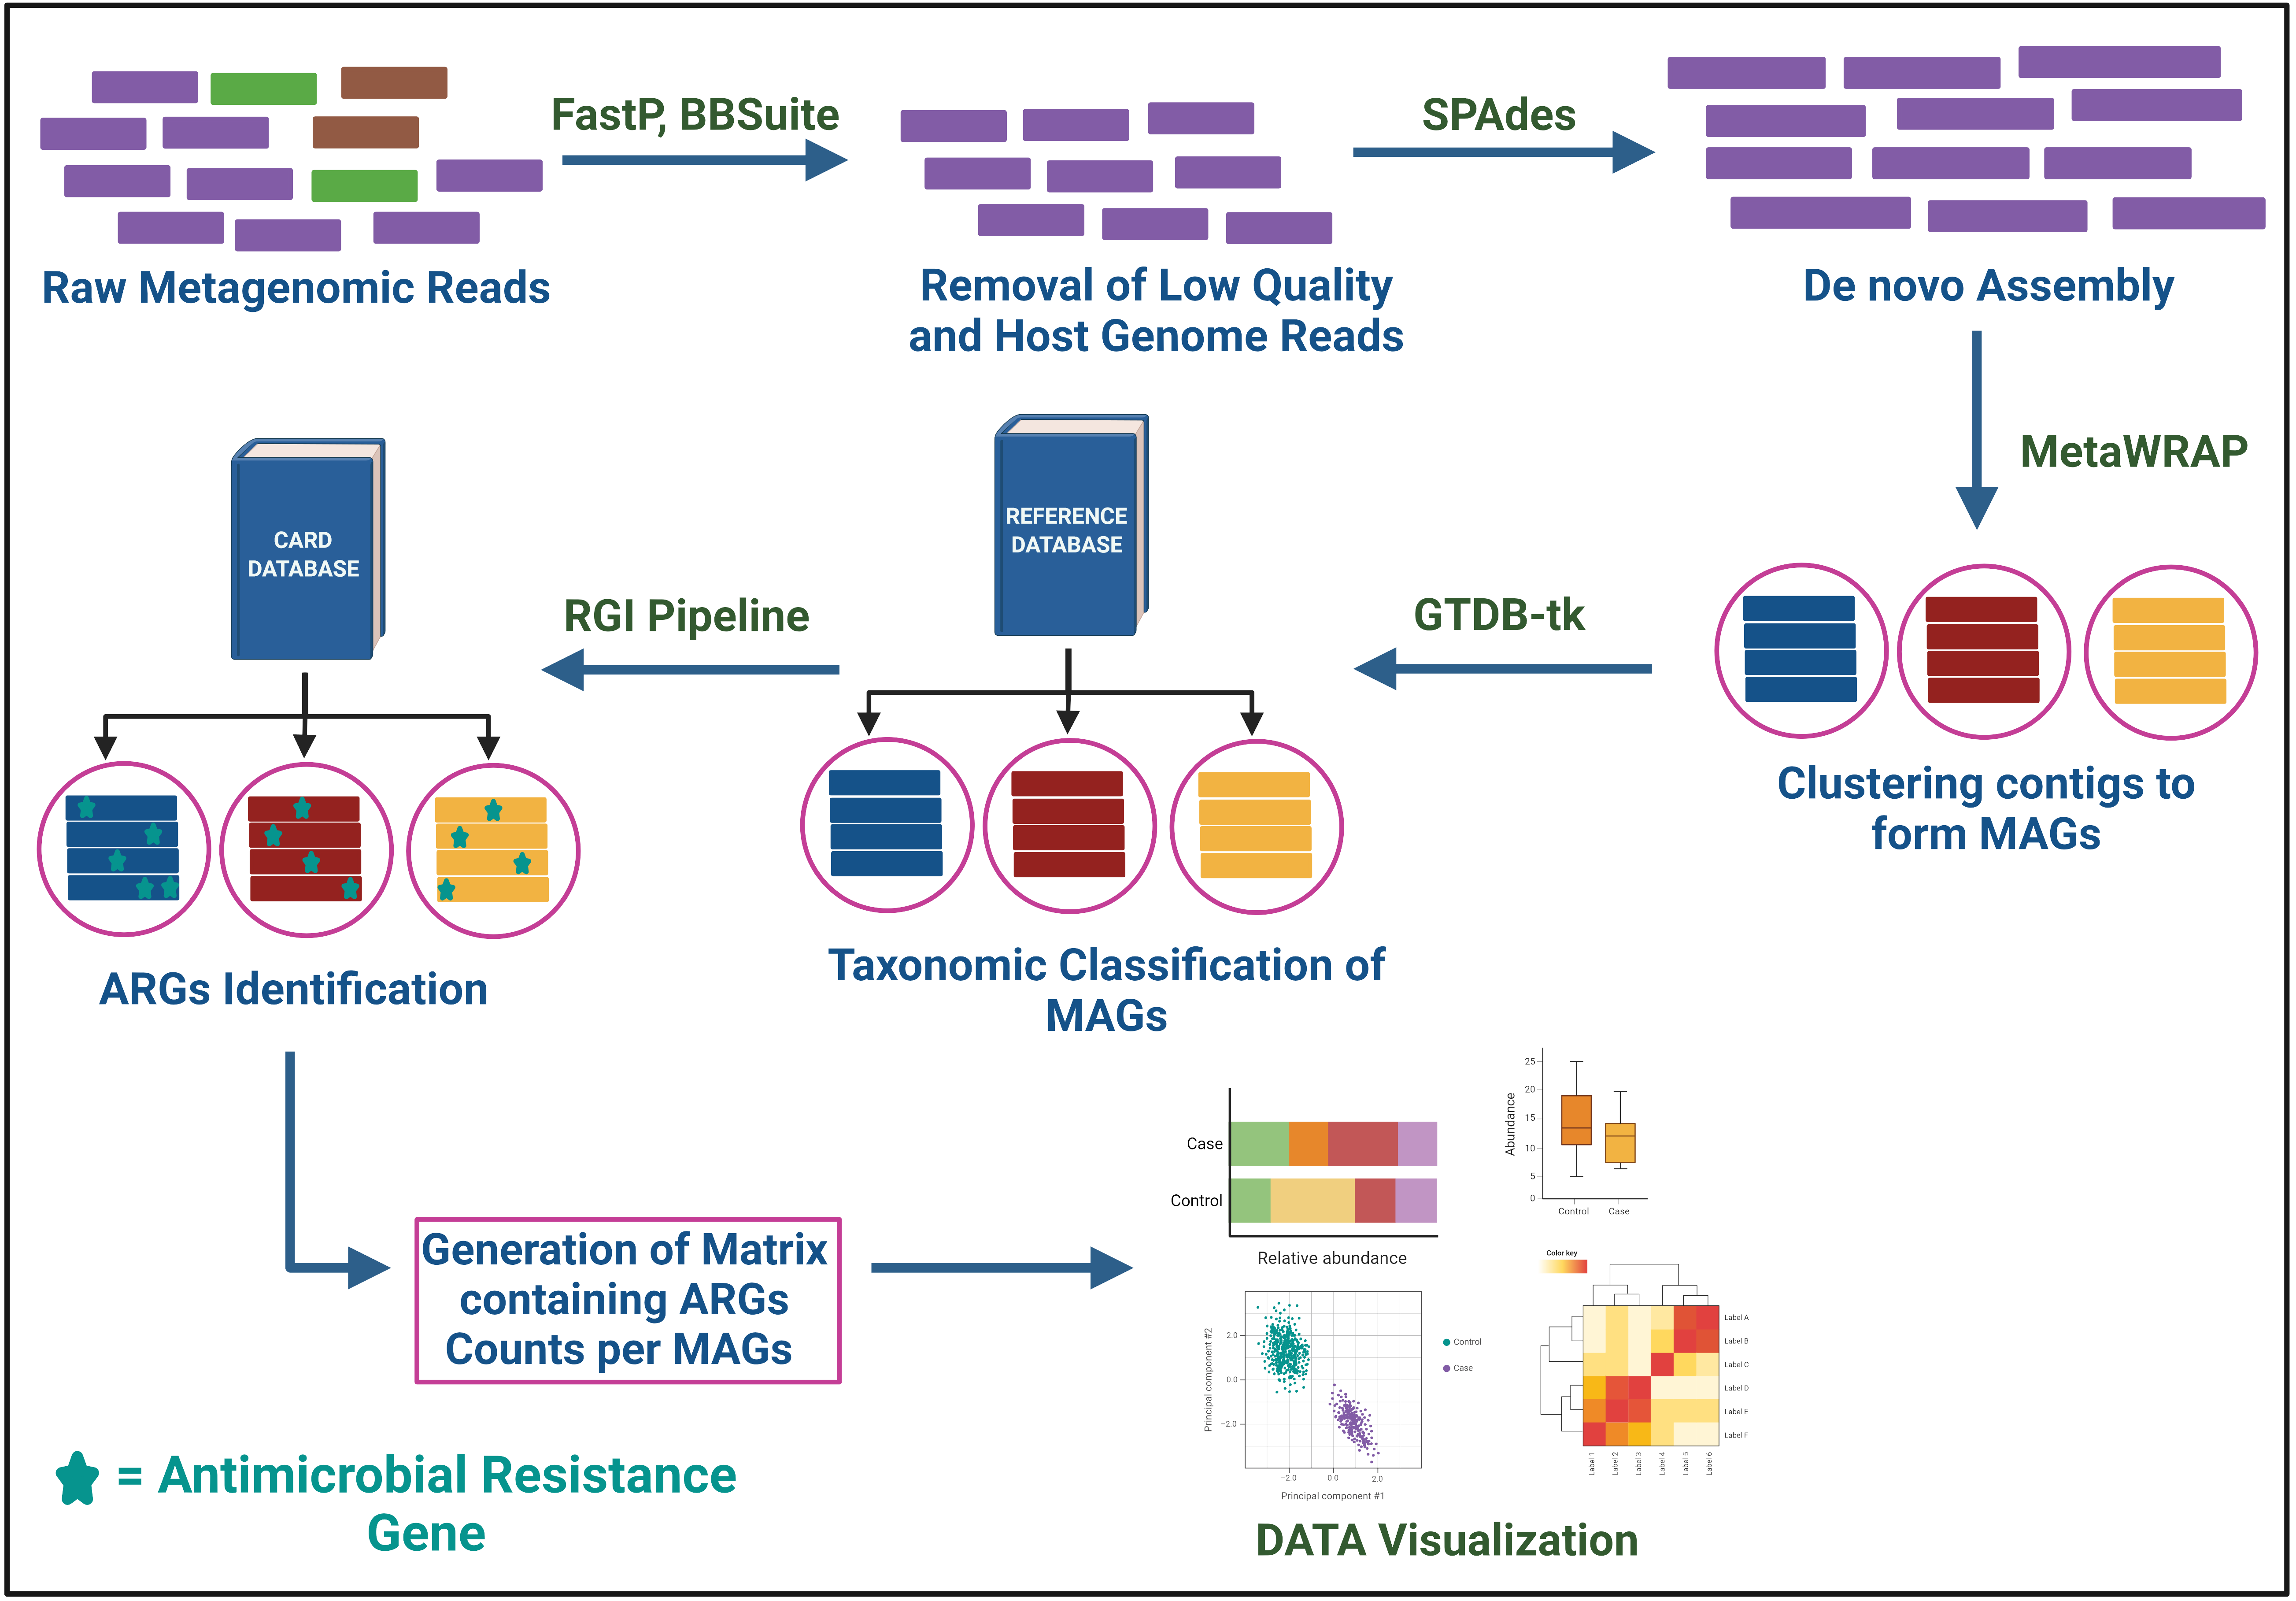 FastP, BBSuite
SPAdes
Raw Metagenomic Reads
Removal of Low Quality
and Host Genome Reads
De novo Assembly
MetaWRAP
CARD
DATABASE
REFERENCE
DATABASE
RGI Pipeline
GTDB-tk
Clustering contigs to
form MAGs
ARGs Identification
Taxonomic Classification of
MAGs
Generation of Matrix
containing ARGs
Counts per MAGs
Case
Control
Relative abundance
Abundance
25
20
15
10
5
0
Control
Case
Principal component #2
2.0
0.0
−2.0
−2.0
0.0
2.0
Principal component #1
Control
Case
Color key
Label A
Label B
Label C
Label D
Label E
Label F
Label 1
Label 2
Label 3
Label 4
Label 5
Label 6
= Antimicrobial Resistance
Gene
DATA Visualization